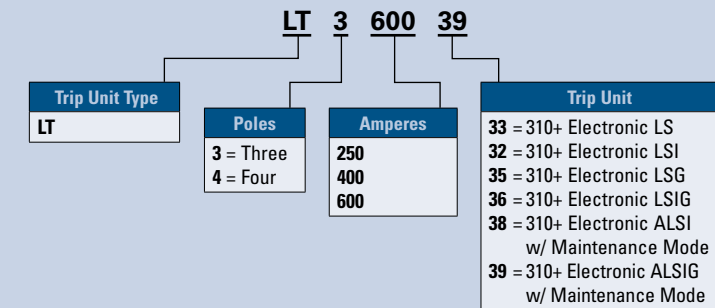 LT 3 600 39
Trip Unit Type
LT
Poles
3 = Three
4 = Four
Amperes
250
400
600
Trip Unit
33 = 310+ Electronic LS
32 = 310+ Electronic LSI
35 = 310+ Electronic LSG
36 = 310+ Electronic LSIG
38 = 310+ Electronic ALSI
w/ Maintenance Mode
39 = 310+ Electronic ALSIG
w/ Maintenance Mode